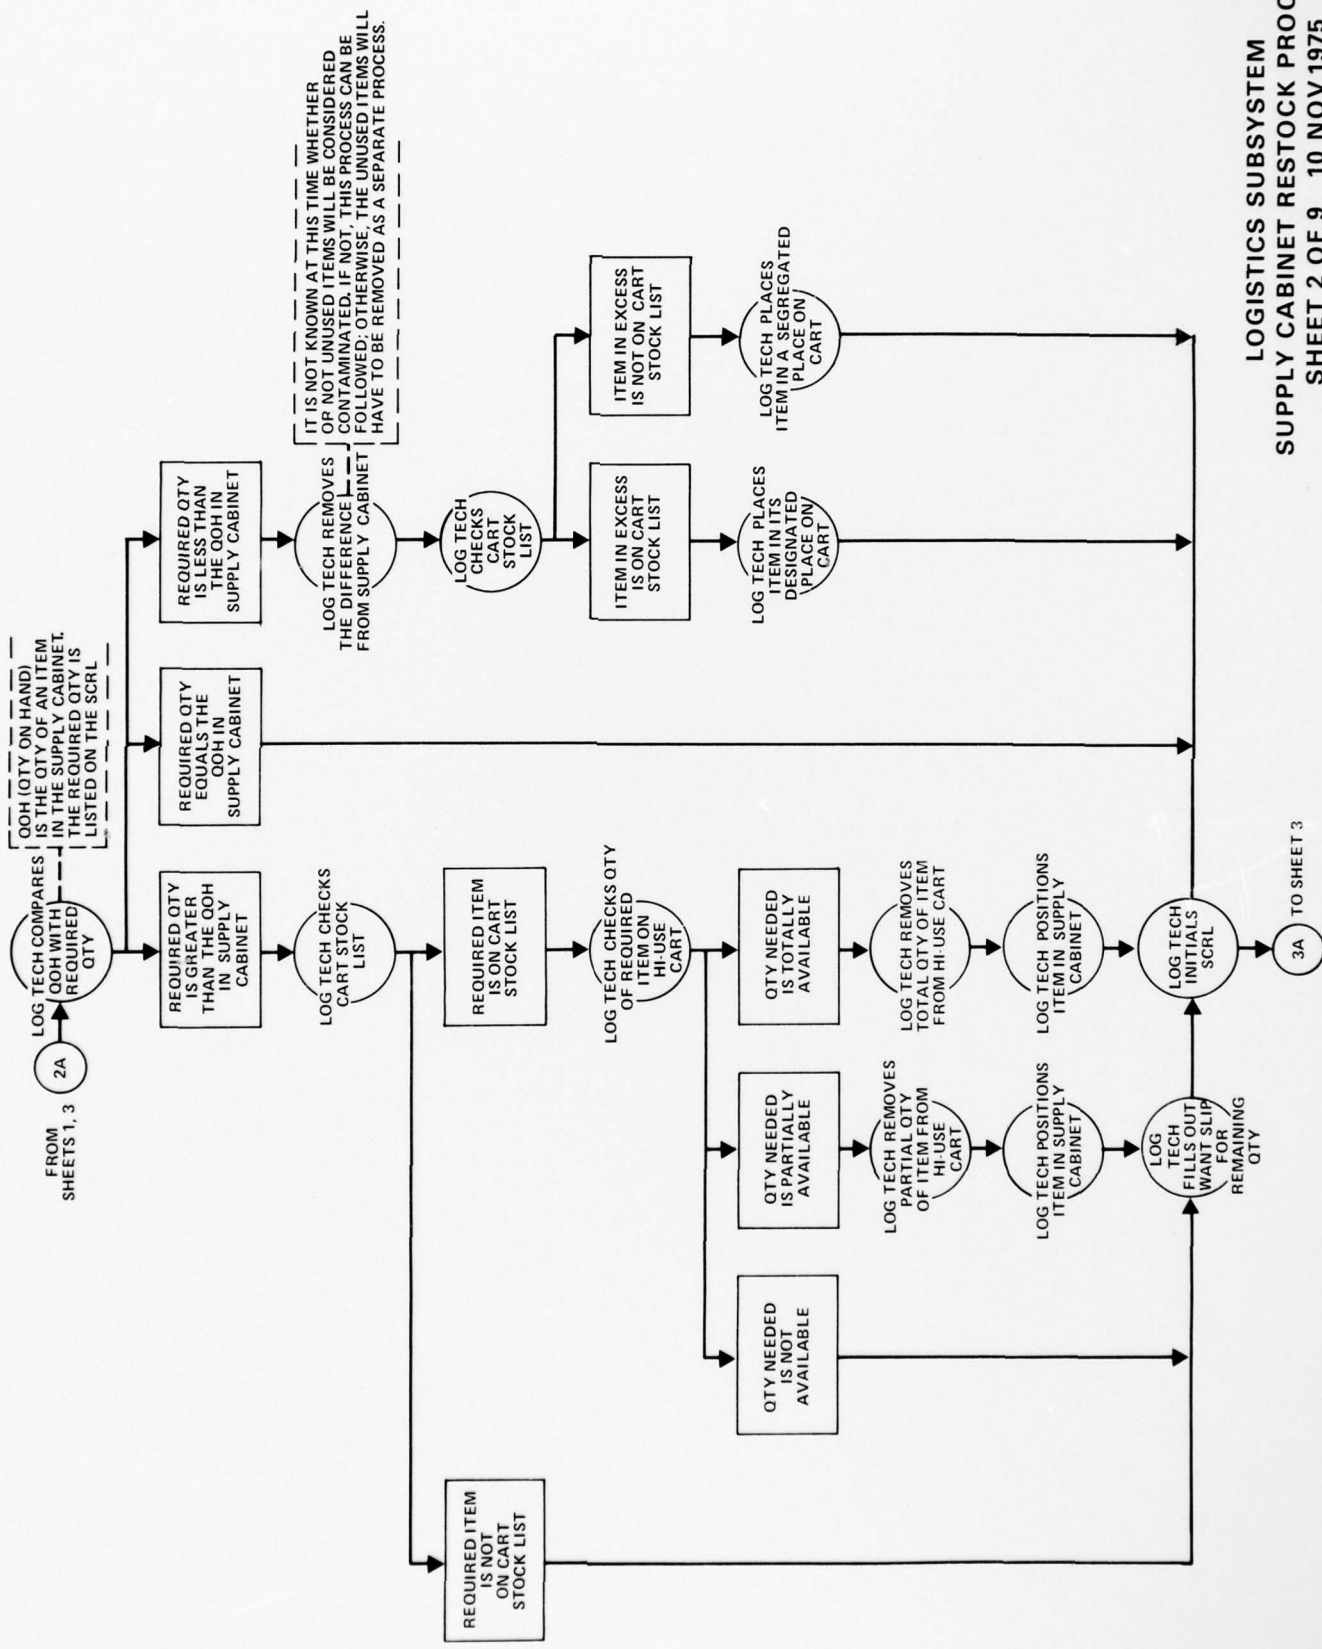 FROM
SHEETS 1, 3
2A
LOG TECH COMPARES
QOH WITH
REQUIRED
QTY
QOH (QTY ON HAND)
IS THE QTY OF AN ITEM
IN THE SUPPLY CABINET.
THE REQUIRED QTY IS
LISTED ON THE SCRL
REQUIRED QTY
IS GREATER
THAN THE QOH
IN SUPPLY
CABINET
REQUIRED QTY
EQUALS THE
QOH IN
SUPPLY CABINET
REQUIRED QTY
IS LESS THAN
THE QOH IN
SUPPLY CABINET
LOG TECH CHECKS
CART STOCK
LIST
LOG TECH REMOVES
THE DIFFERENCE
FROM SUPPLY CABINET
IT IS NOT KNOWN AT THIS TIME WHETHER
OR NOT UNUSED ITEMS WILL BE CONSIDERED
CONTAMINATED. IF NOT, THIS PROCESS CAN BE
FOLLOWED; OTHERWISE, THE UNUSED ITEMS WILL
HAVE TO BE REMOVED AS A SEPARATE PROCESS.
REQUIRED ITEM
IS NOT
ON CART
STOCK LIST
REQUIRED ITEM
IS ON CART
STOCK LIST
LOG TECH
CHECKS
CART
STOCK
LIST
LOG TECH CHECKS QTY
OF REQUIRED
ITEM ON
HI-USE
CART
ITEM IN EXCESS
IS ON CART
STOCK LIST
ITEM IN EXCESS
IS NOT ON CART
STOCK LIST
QTY NEEDED
IS NOT
AVAILABLE
QTY NEEDED
IS PARTIALLY
AVAILABLE
QTY NEEDED
IS TOTALLY
AVAILABLE
LOG TECH PLACES
ITEM IN ITS
DESIGNATED
PLACE ON
CART
LOG TECH PLACES
ITEM IN A SEGREGATED
PLACE ON
CART
LOG TECH REMOVES
PARTIAL QTY
OF ITEM FROM
HI-USE
CART
LOG TECH REMOVES
TOTAL QTY OF ITEM
FROM HI-USE CART
LOG TECH POSITIONS
ITEM IN SUPPLY
CABINET
LOG TECH POSITIONS
ITEM IN SUPPLY
CABINET
LOG
TECH
FILLS OUT
WANT SLIP
FOR
REMAINING
QTY
LOG TECH
INITIALS
SCRL
3A
TO SHEET 3
LOGISTICS SUBSYSTEM
SUPPLY CABINET RESTOCK PROC
SHEET 2 OF 9 10 NOV 1975